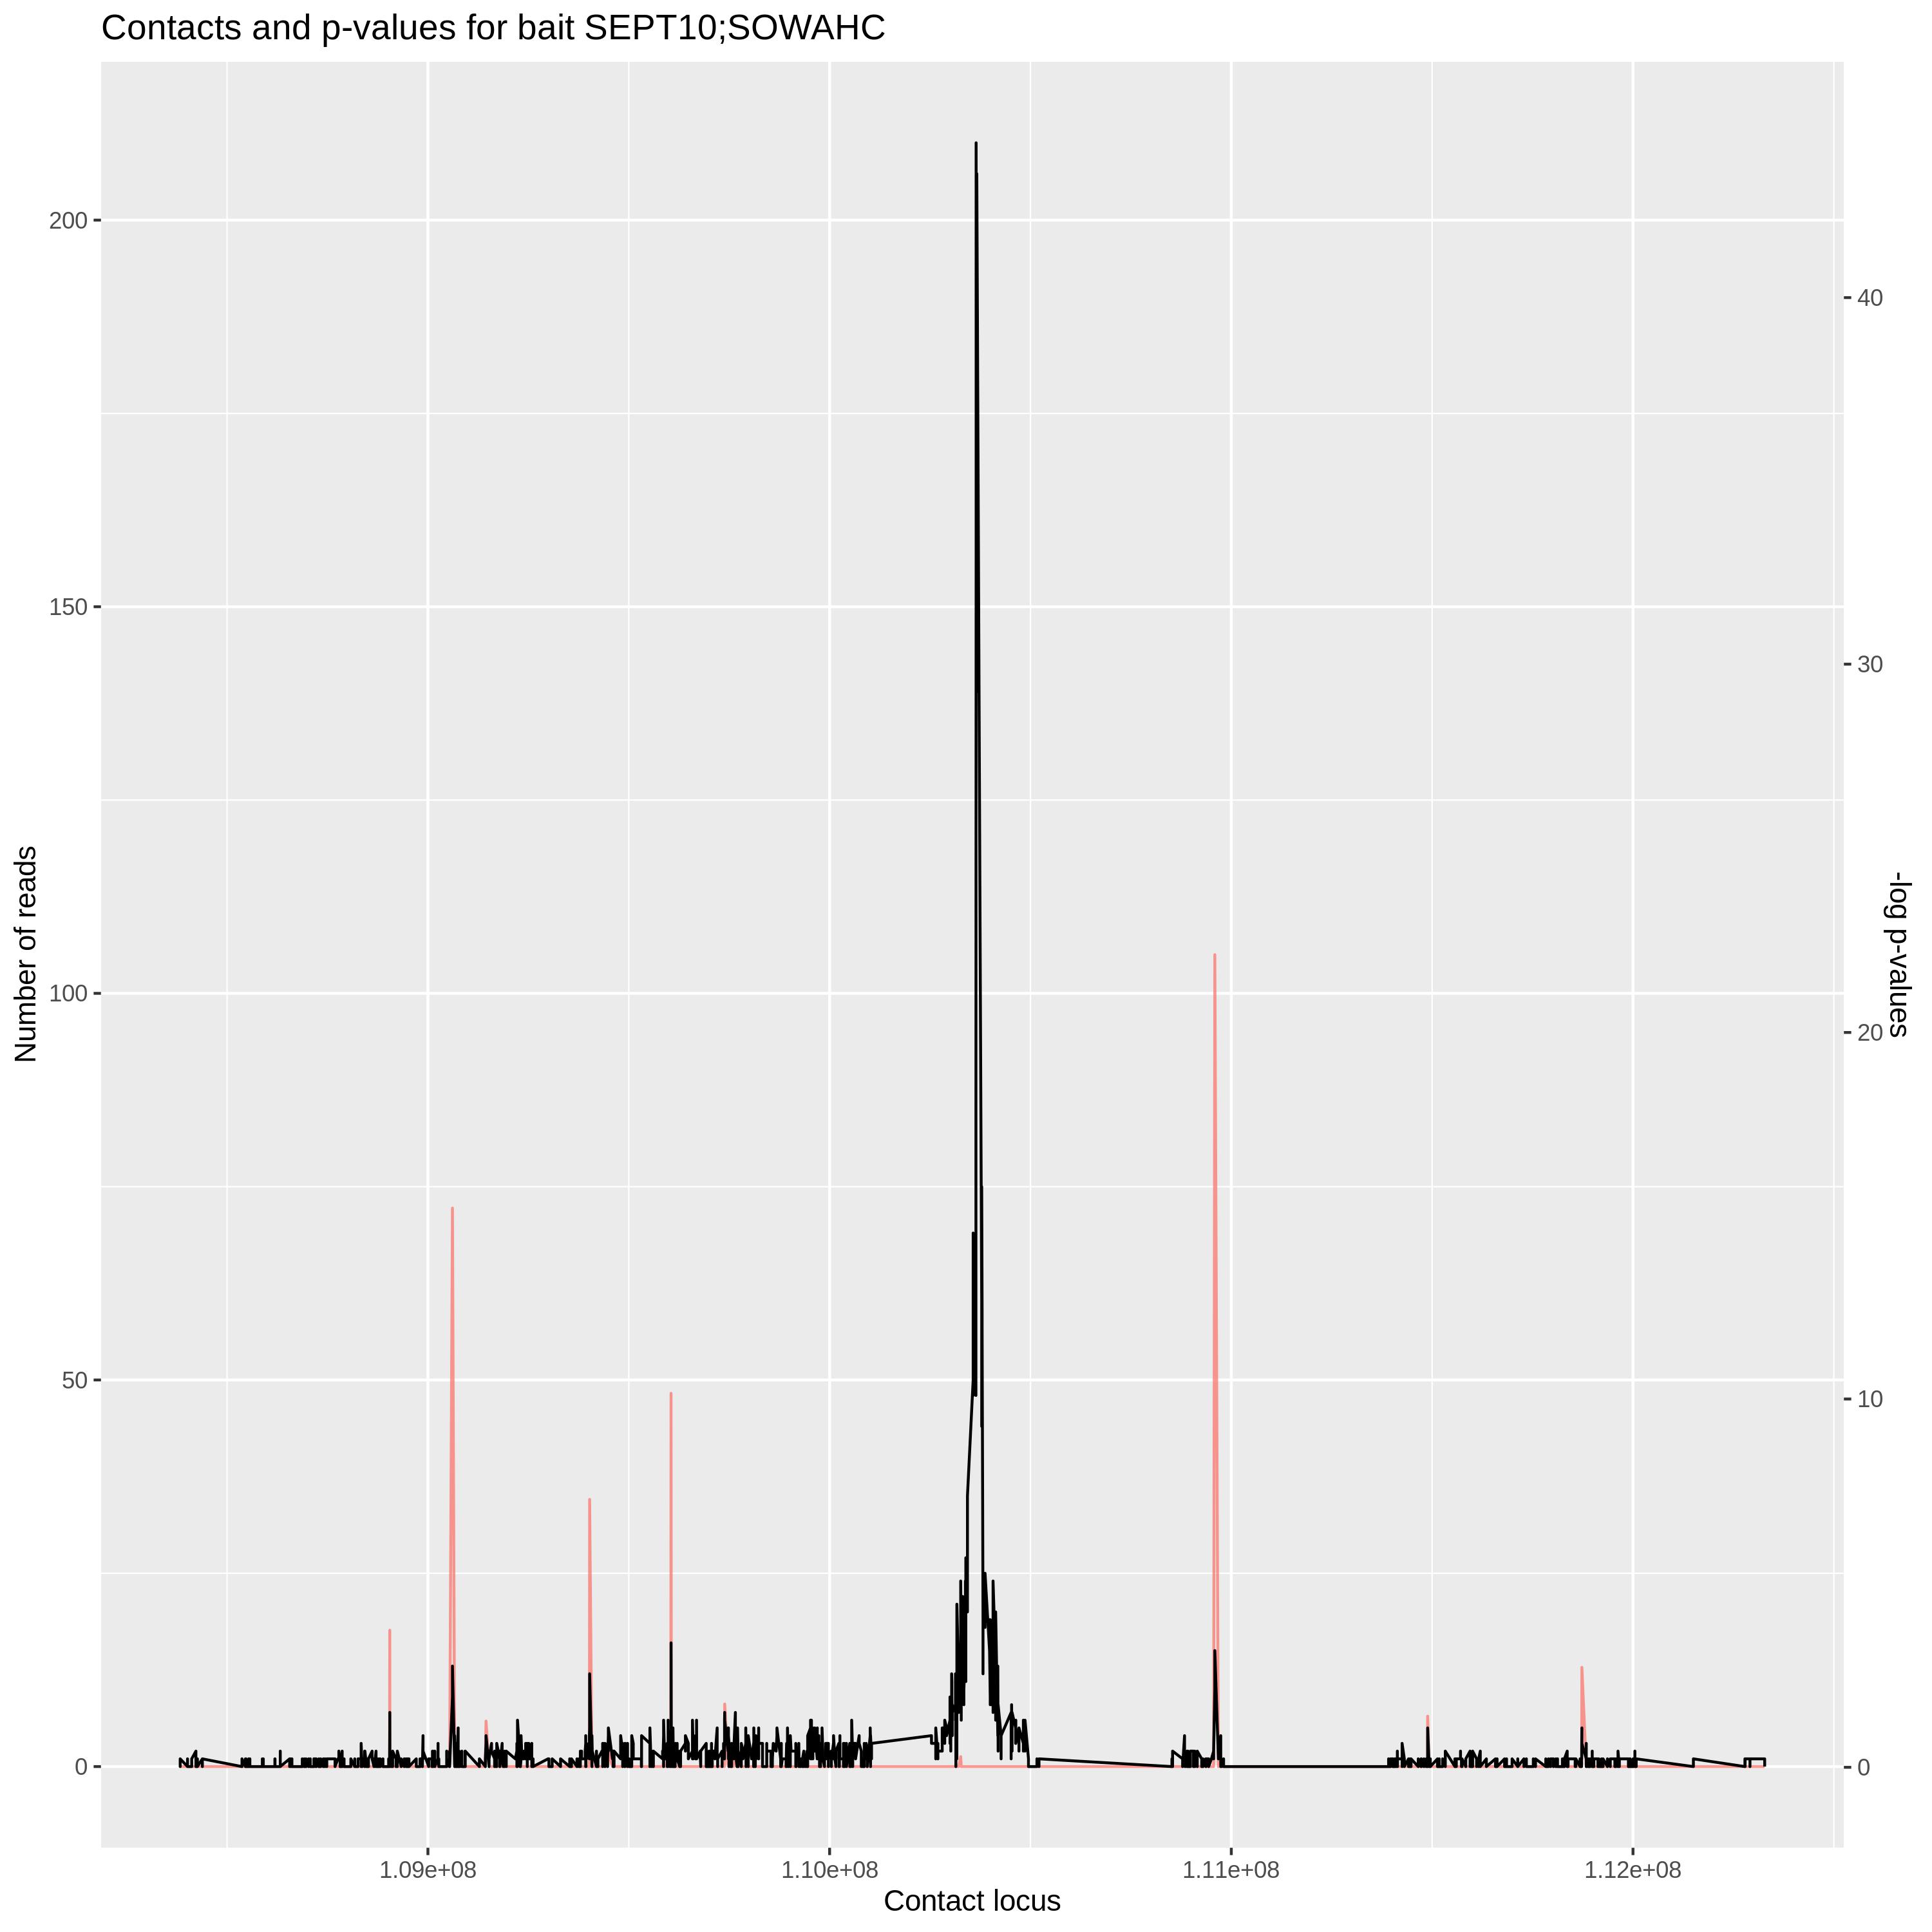 Contacts and p-values for bait SEPT10;SOWAHC
200
150
100
50
0
Number of reads
40
30
20
10
0
-log p-values
1.09e+08
1.10e+08
1.11e+08
1.12e+08
Contact locus